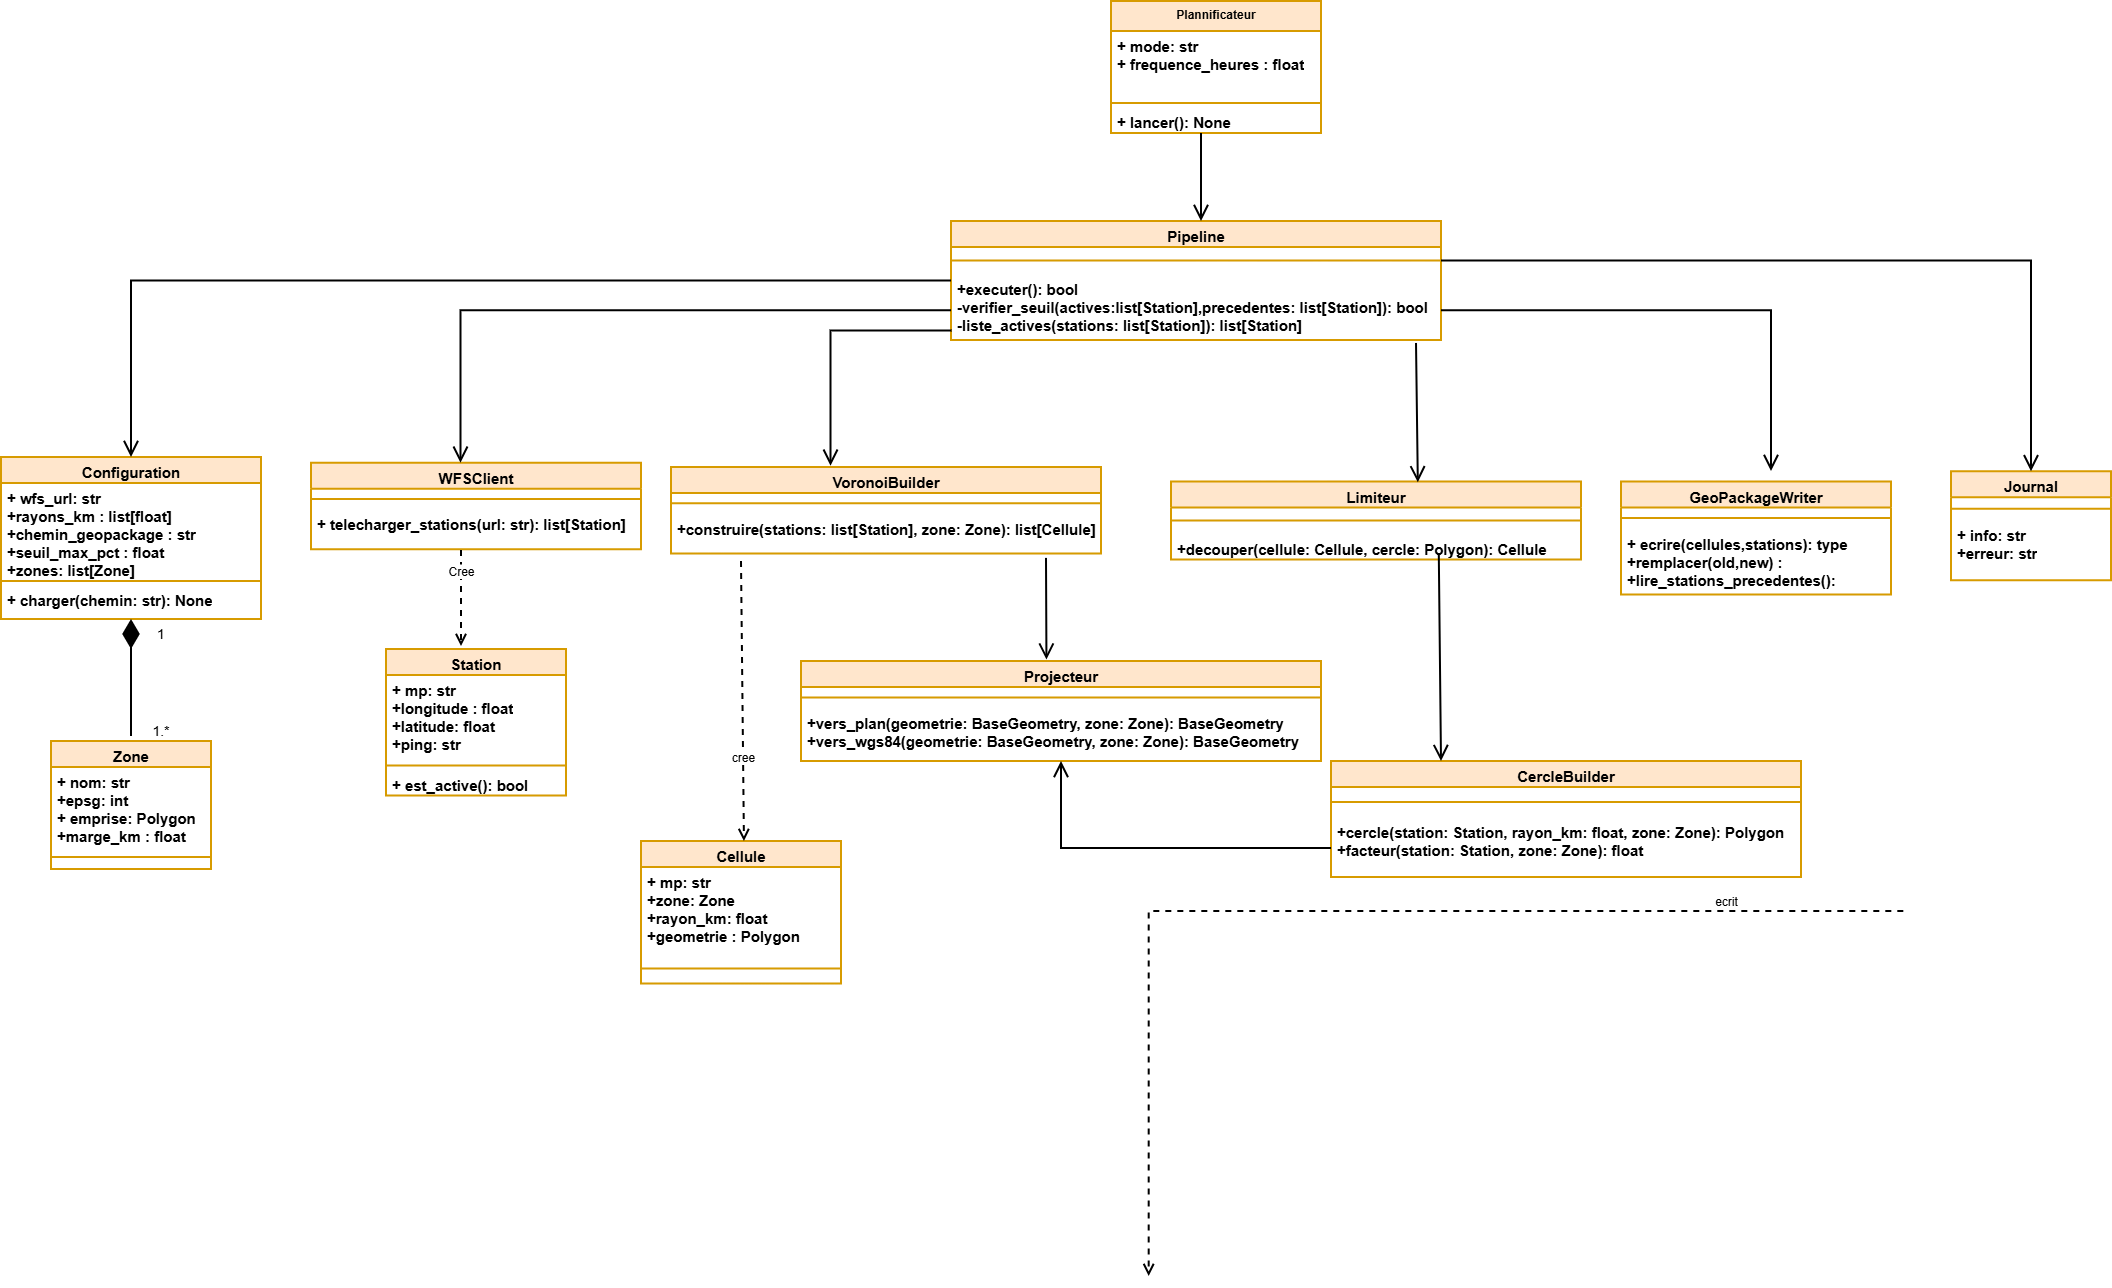 Plannificateur
+ mode: str
+ frequence_heures : float
+ lancer(): None
Pipeline
+executer(): bool
-verifier_seuil(actives:list[Station],precedentes: list[Station]): bool
-liste_actives(stations: list[Station]): list[Station]
Configuration
+ wfs_url: str
+rayons_km : list[float]
+chemin_geopackage : str
+seuil_max_pct : float
+zones: list[Zone]
+ charger(chemin: str): None
1
1.*
Zone
+ nom: str
+epsg: int
+ emprise: Polygon
+marge_km : float
WFSClient
+ telecharger_stations(url: str): list[Station]
Cree
Station
+ mp: str
+longitude : float
+latitude: float
+ping: str
+ est_active(): bool
VoronoiBuilder
+construire(stations: list[Station], zone: Zone): list[Cellule]
cree
Cellule
+ mp: str
+zone: Zone
+rayon_km: float
+geometrie : Polygon
Projecteur
+vers_plan(geometrie: BaseGeometry, zone: Zone): BaseGeometry
+vers_wgs84(geometrie: BaseGeometry, zone: Zone): BaseGeometry
Limiteur
+decouper(cellule: Cellule, cercle: Polygon): Cellule
CercleBuilder
+cercle(station: Station, rayon_km: float, zone: Zone): Polygon
+facteur(station: Station, zone: Zone): float
GeoPackageWriter
+ ecrire(cellules,stations): type
+remplacer(old,new) :
+lire_stations_precedentes():
Journal
+ info: str
+erreur: str
ecrit